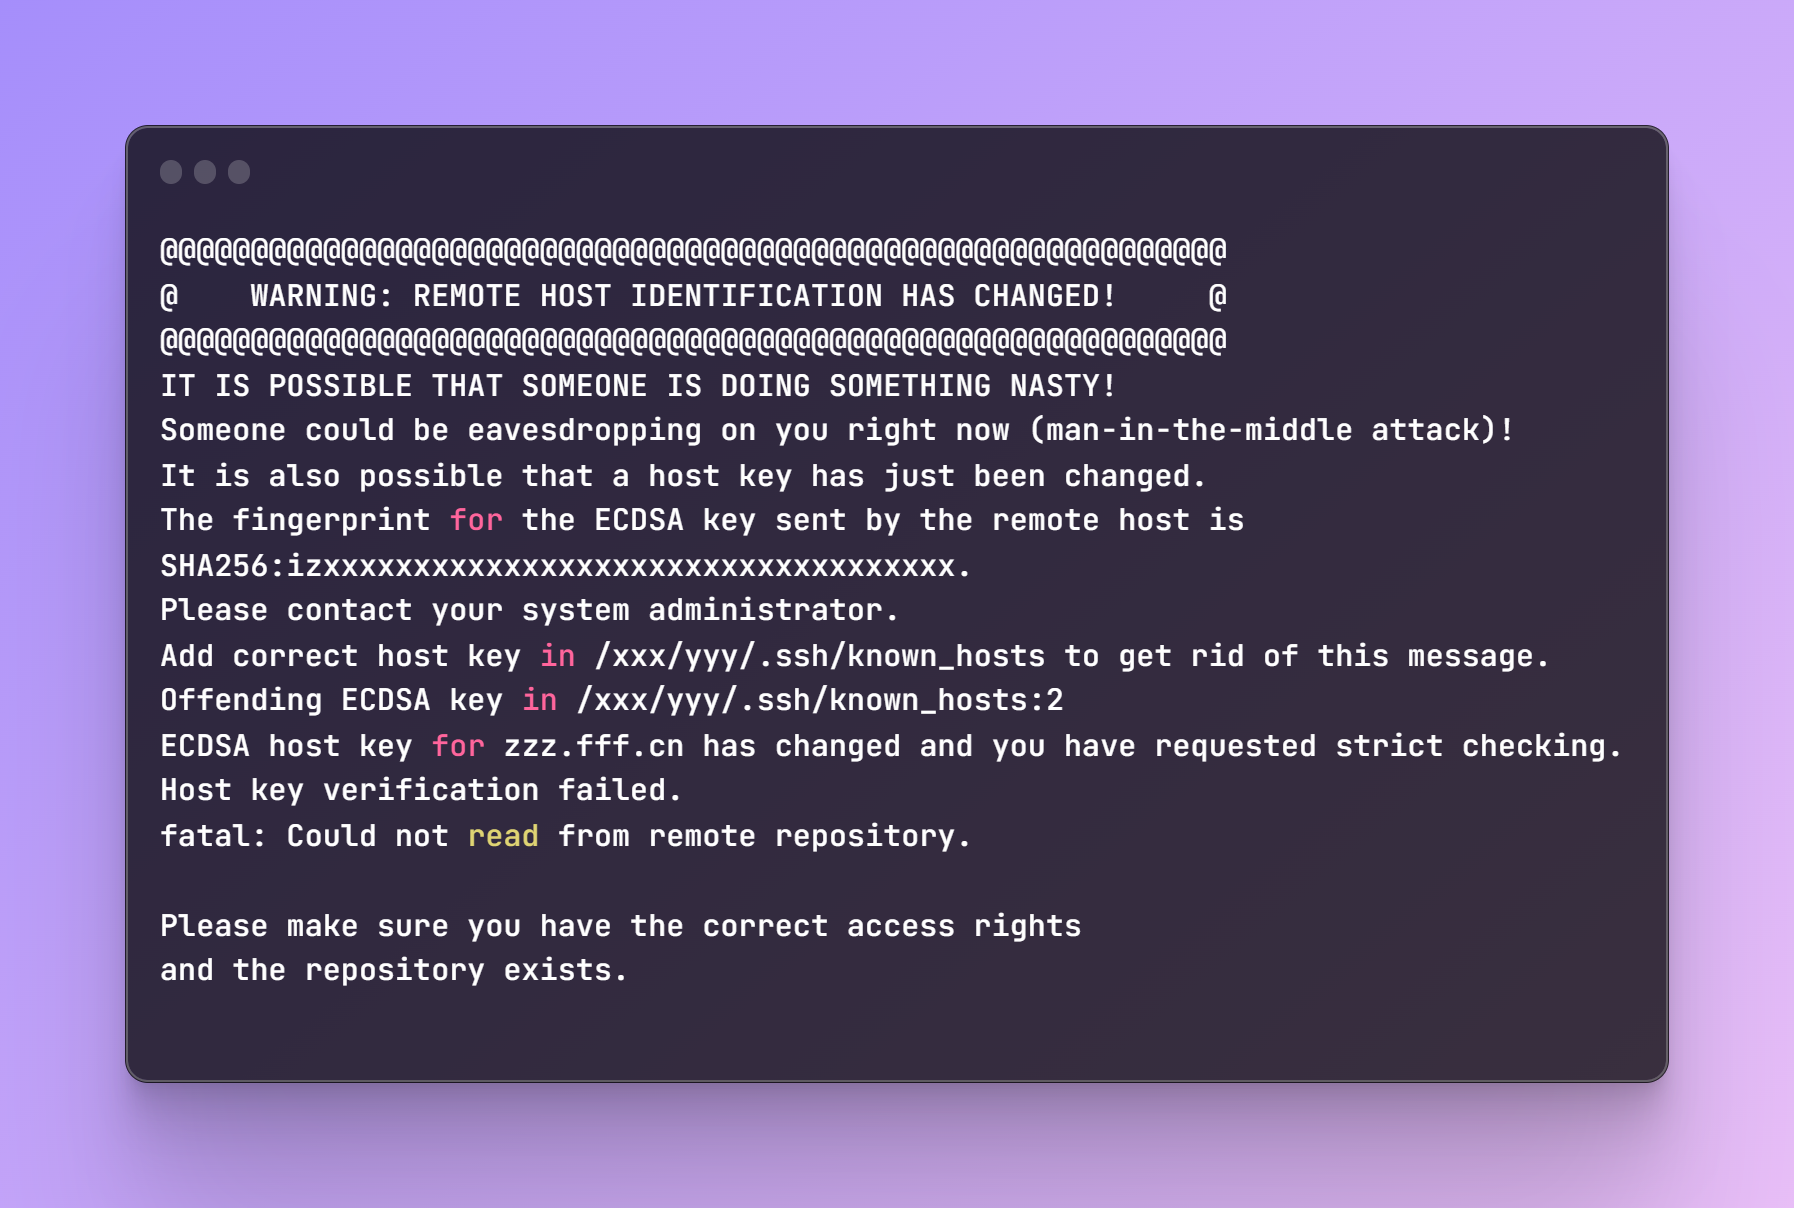 @@@@@@@@@@@@@@@@@@@@@@@@@@@@@@@@@@@@@@@@@@@@@@@@@@@@@@@@@@@
@    WARNING: REMOTE HOST IDENTIFICATION HAS CHANGED!     @
@@@@@@@@@@@@@@@@@@@@@@@@@@@@@@@@@@@@@@@@@@@@@@@@@@@@@@@@@@@
IT IS POSSIBLE THAT SOMEONE IS DOING SOMETHING NASTY!
Someone could be eavesdropping on you right now (man-in-the-middle attack)!
It is also possible that a host key has just been changed.
The fingerprint for the ECDSA key sent by the remote host is
SHA256:izxxxxxxxxxxxxxxxxxxxxxxxxxxxxxxxxxxx.
Please contact your system administrator.
Add correct host key in /xxx/yyy/.ssh/known_hosts to get rid of this message.
Offending ECDSA key in /xxx/yyy/.ssh/known_hosts:2
ECDSA host key for zzz.fff.cn has changed and you have requested strict checking.
Host key verification failed.
fatal: Could not read from remote repository.

Please make sure you have the correct access rights
and the repository exists.